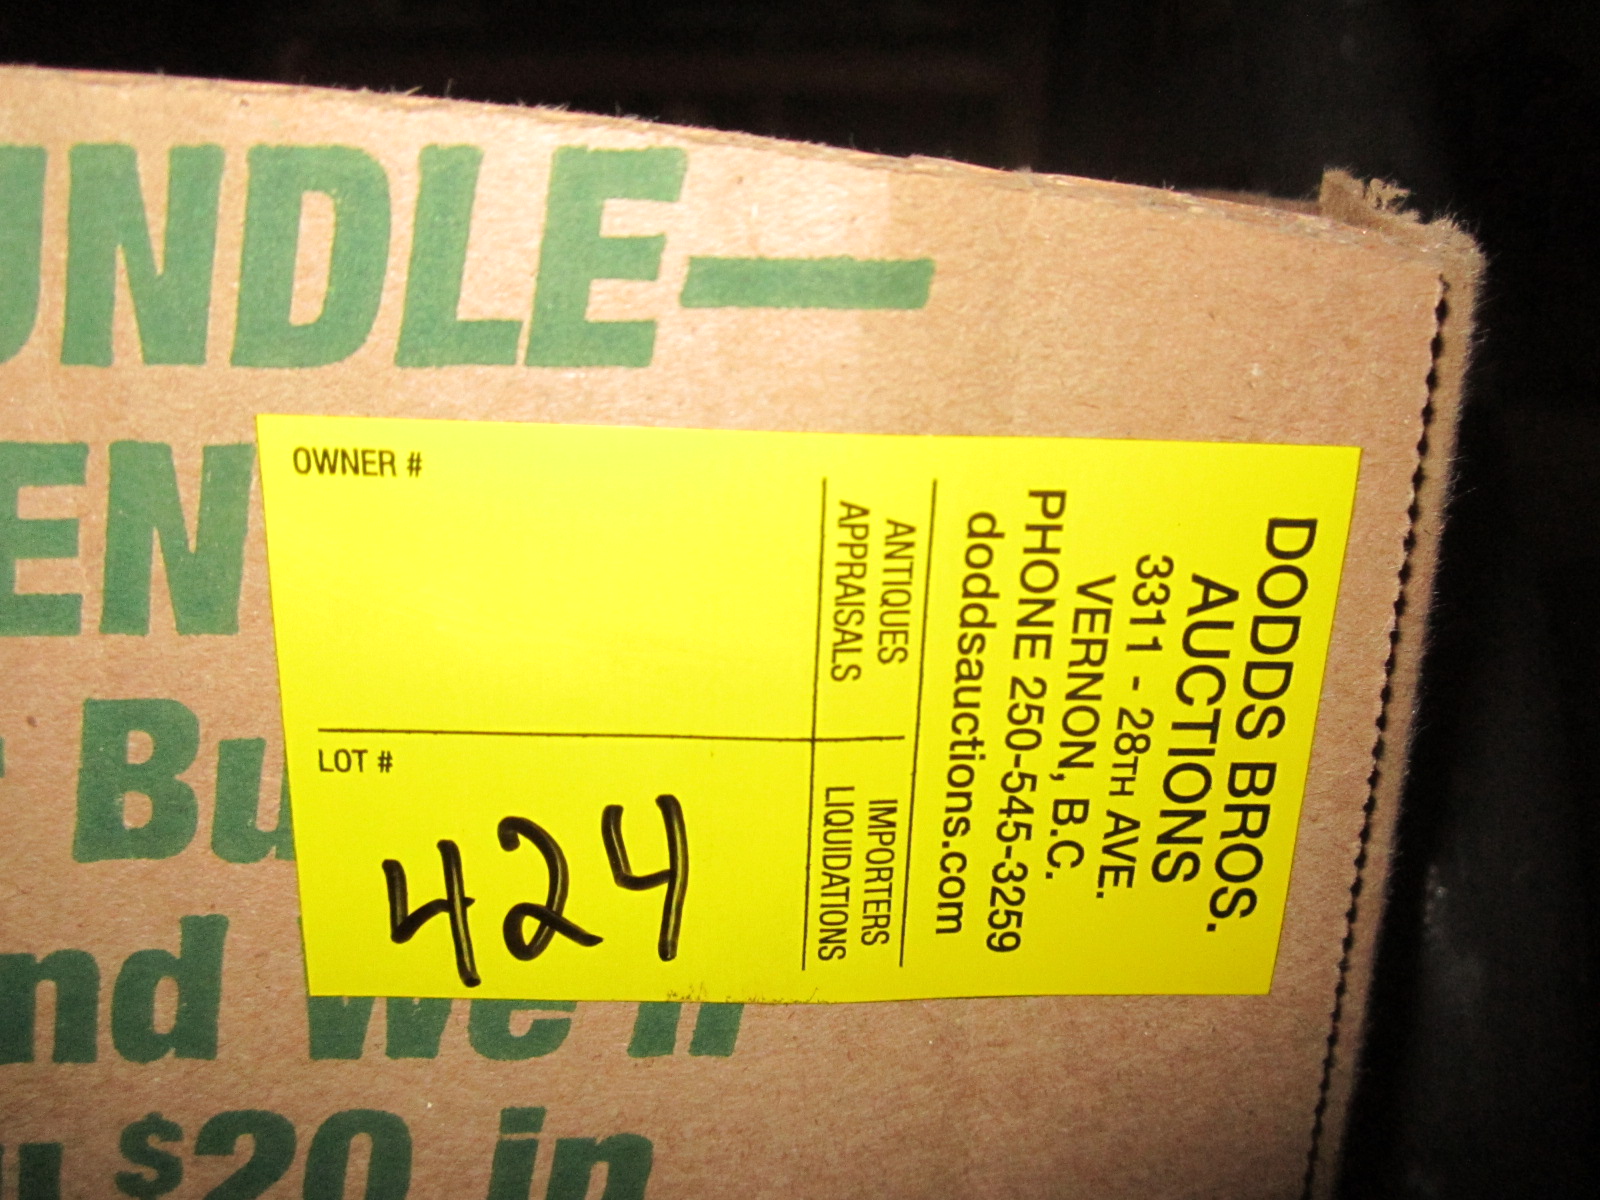 UNDLE—
EN
Bu
nd we'll
$20 in
OWNER #
LOT #
424
DODDS BROS.
AUCTIONS
3311 - 28TH AVE.
VERNON, B.C.
PHONE 250-545-3259
doddsauctions.com
ANTIQUES
APPRAISALS
IMPORTERS
LIQUIDATIONS